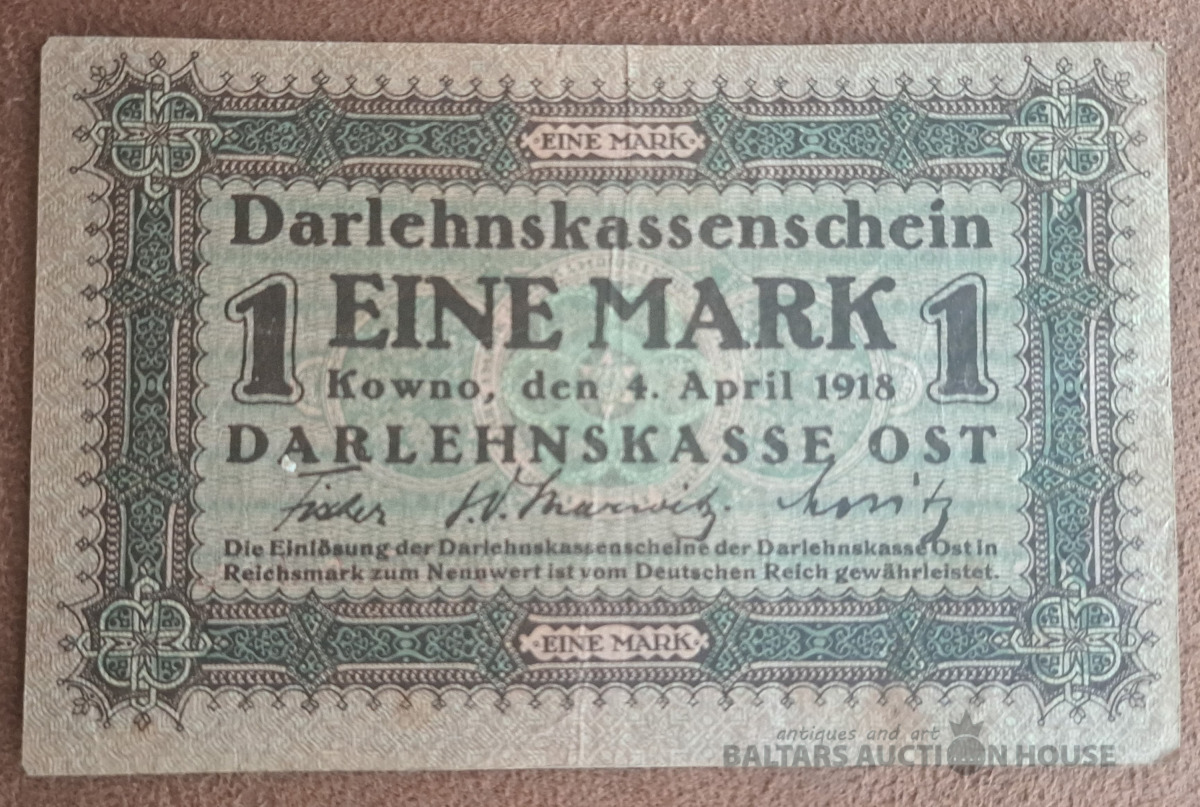 EINE MARK
Darlehnskassenschein
1 EINE MARK 1
Kowno, den 4. April 1918
DARLEHNSKASSE OST
Fischer
Die Einlösung der Darlehnskassenscheine der Darlehnskasse Ost in
Reichsmark zum Nennwert ist vom Deutschen Reich gewährleistet.
EINE MARK
antiques and art
BALTARS AUCTION HOUSE